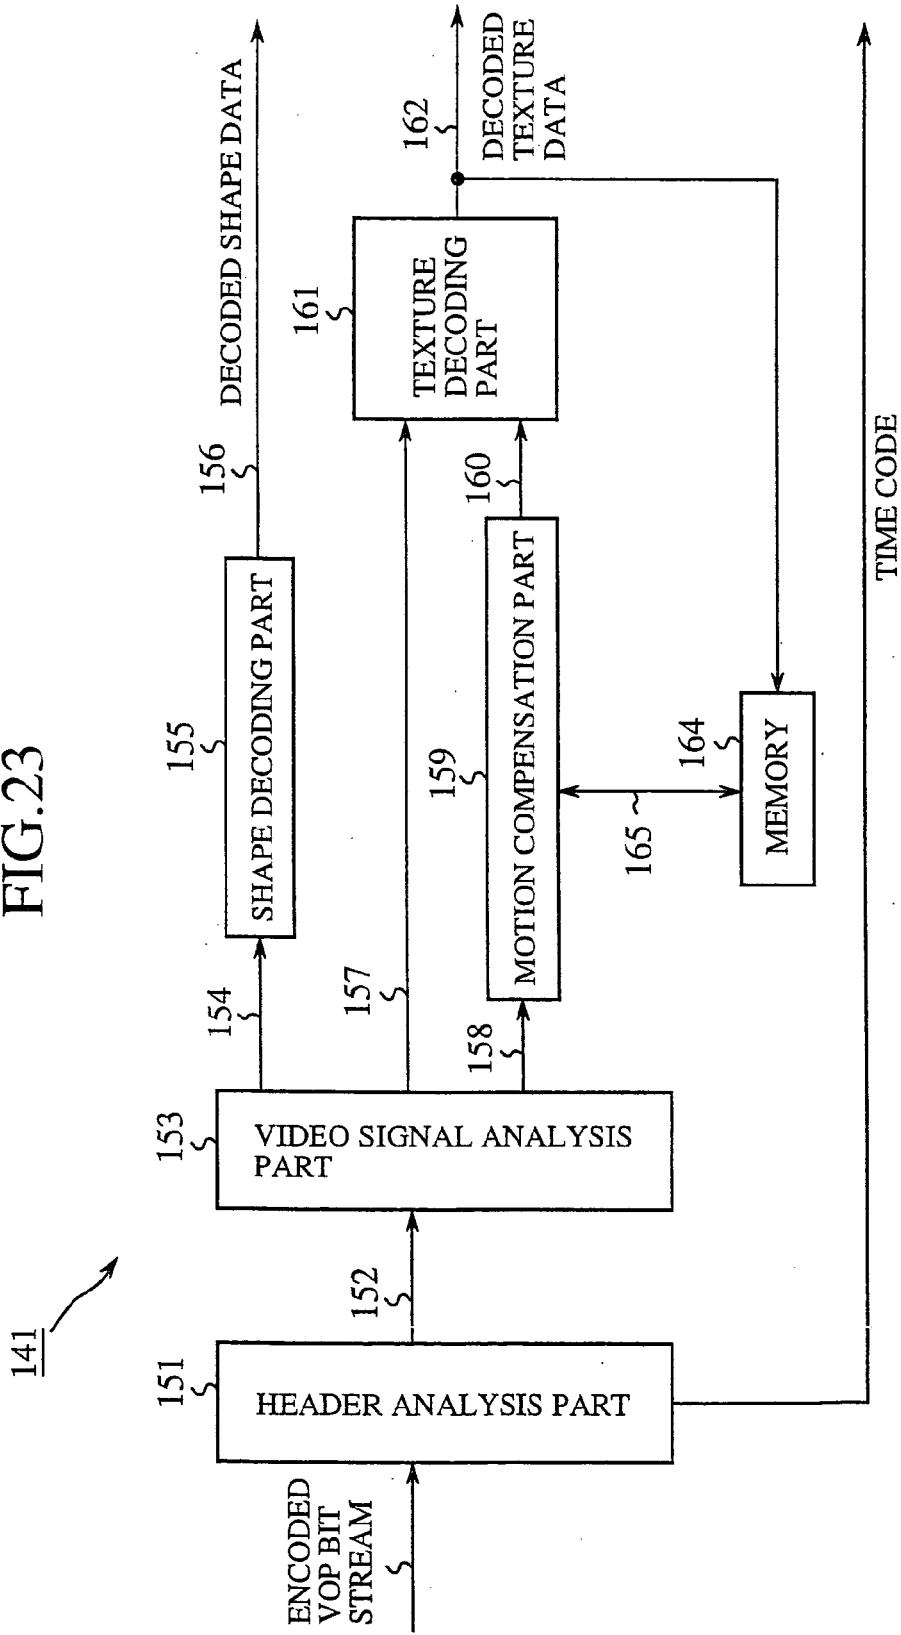 FIG.23
141
ENCODED
VOP BIT
STREAM
151
HEADER ANALYSIS PART
152
153
VIDEO SIGNAL ANALYSIS
PART
154
155
SHAPE DECODING PART
156
DECODED SHAPE DATA
157
158
159
MOTION COMPENSATION PART
160
161
TEXTURE
DECODING
PART
162
DECODED
TEXTURE
DATA
164
MEMORY
165
TIME CODE